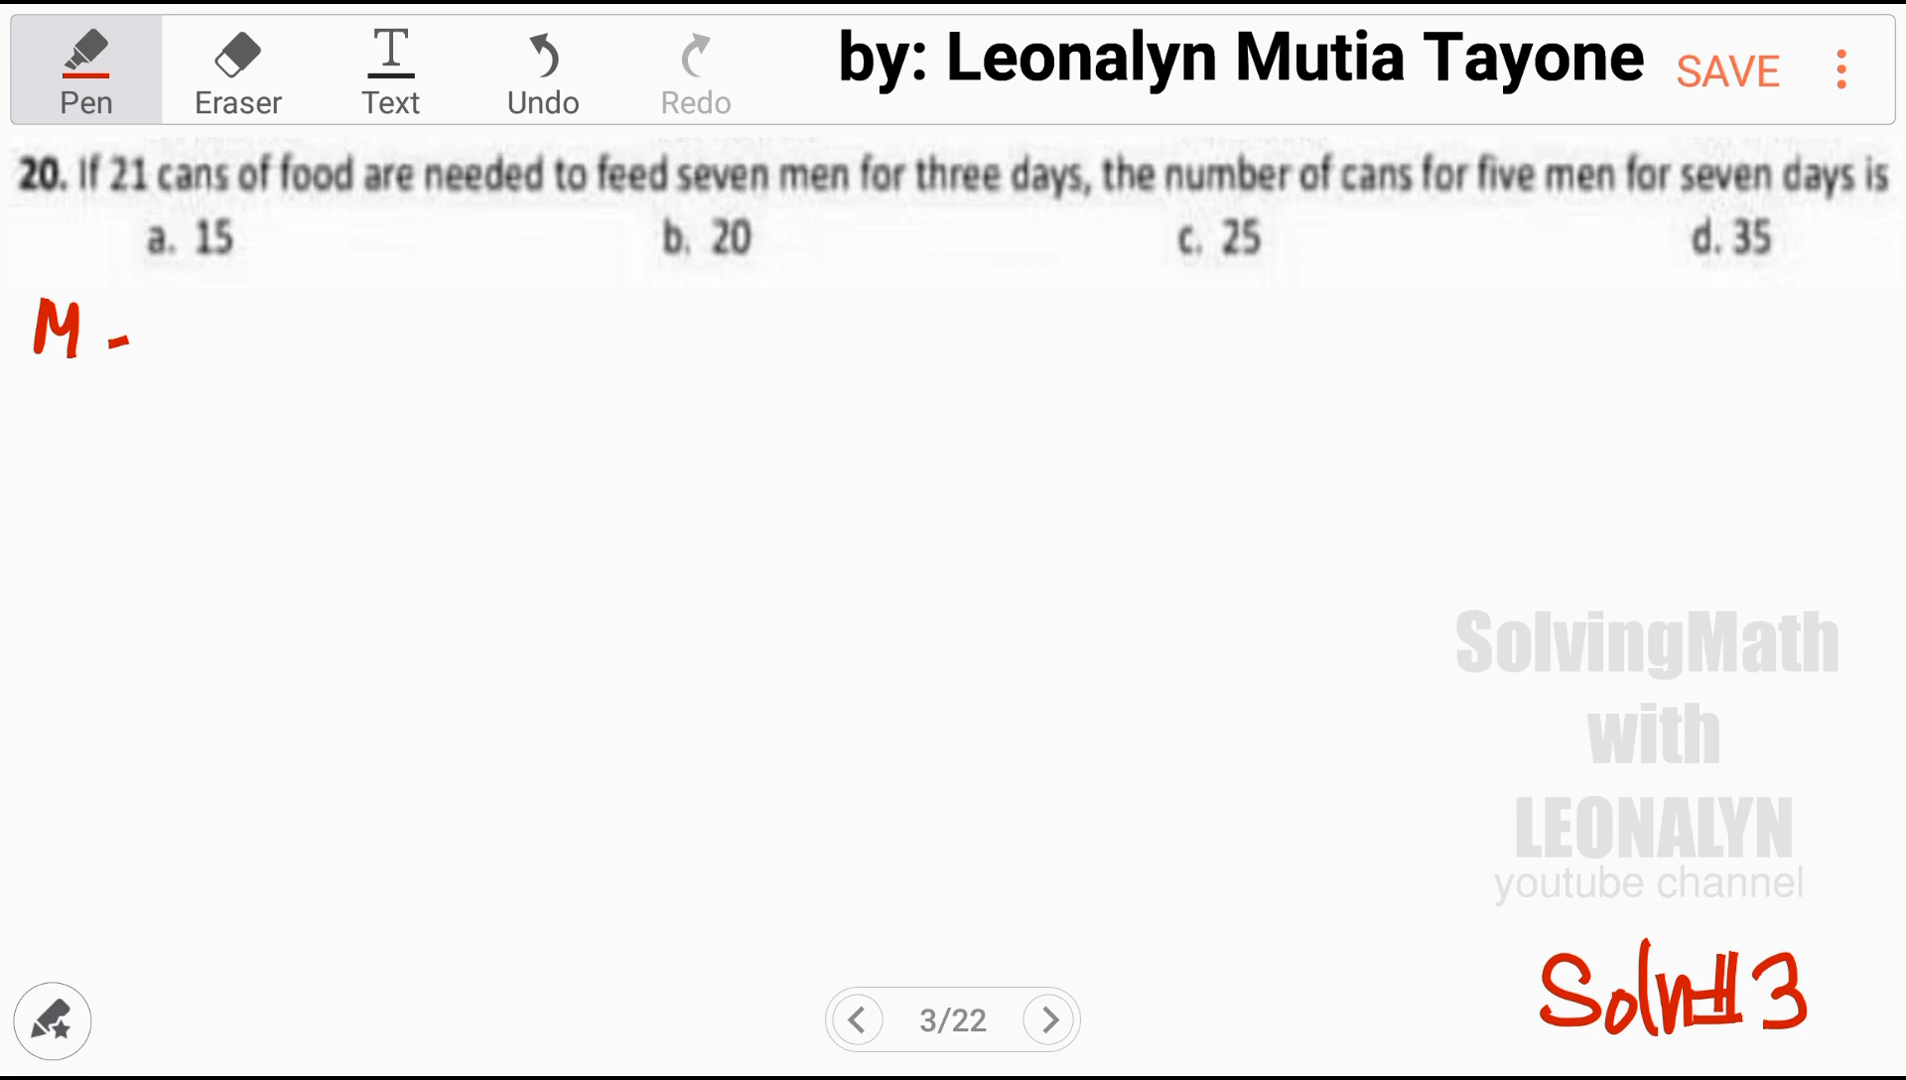 Pen Eraser Text Undo Redo by: Leonalyn Mutia Tayone SAVE
20. If 21 cans of food are needed to feed seven men for three days, the number of cans for five men for seven days is
a. 15 b. 20 c. 25 d. 35
M -
SolvingMath
with
LEONALYN
youtube channel
Soln#3
3/22